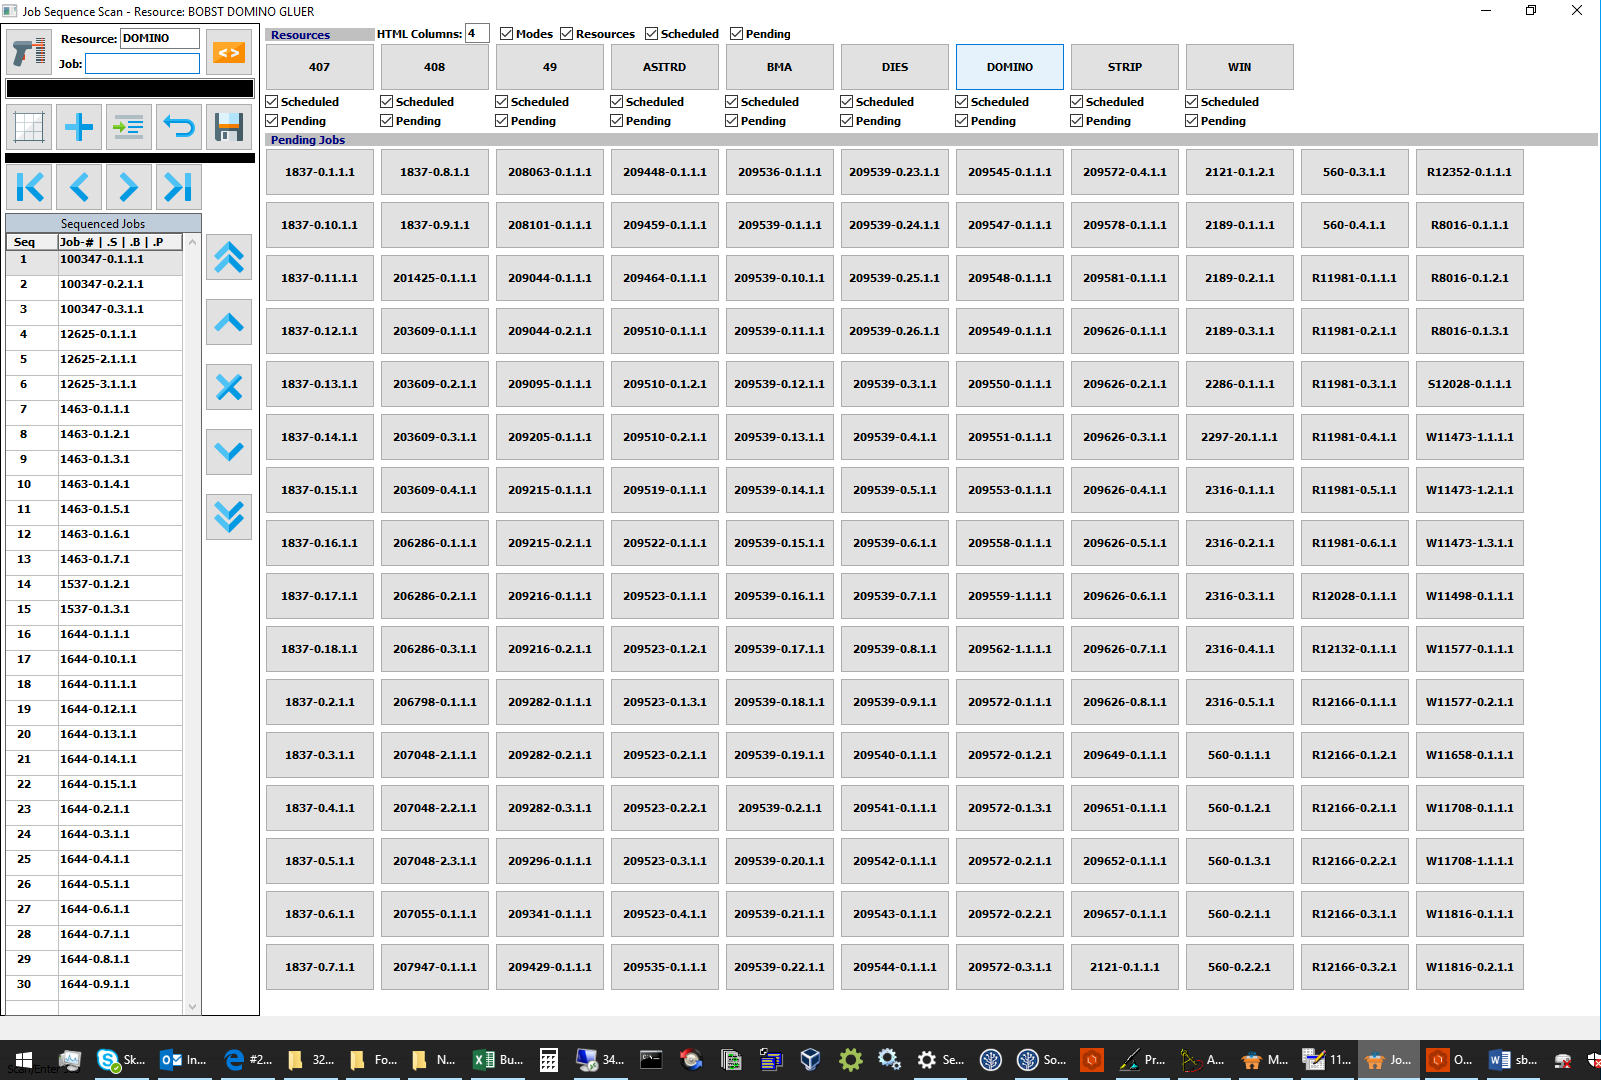 Job Sequence Scan - Resource: BOBST DOMINO GLUER
Resource: DOMINO
Job:
<>
Resources HTML Columns: 4 Modes Resources Scheduled Pending
407 408 49 ASITRD BMA DIES DOMINO STRIP WIN
Scheduled Scheduled Scheduled Scheduled Scheduled Scheduled Scheduled Scheduled Scheduled
Pending Pending Pending Pending Pending Pending Pending Pending Pending
Pending Jobs
1837-0.1.1.1 1837-0.8.1.1 208063-0.1.1.1 209448-0.1.1.1 209536-0.1.1.1 209539-0.23.1.1 209545-0.1.1.1 209572-0.4.1.1 2121-0.1.2.1 560-0.3.1.1 R12352-0.1.1.1
1837-0.10.1.1 1837-0.9.1.1 208101-0.1.1.1 209459-0.1.1.1 209539-0.1.1.1 209539-0.24.1.1 209547-0.1.1.1 209578-0.1.1.1 2189-0.1.1.1 560-0.4.1.1 R8016-0.1.1.1
1837-0.11.1.1 201425-0.1.1.1 209044-0.1.1.1 209464-0.1.1.1 209539-0.10.1.1 209539-0.25.1.1 209548-0.1.1.1 209581-0.1.1.1 2189-0.2.1.1 R11981-0.1.1.1 R8016-0.1.2.1
1837-0.12.1.1 203609-0.1.1.1 209044-0.2.1.1 209510-0.1.1.1 209539-0.11.1.1 209539-0.26.1.1 209549-0.1.1.1 209626-0.1.1.1 2189-0.3.1.1 R11981-0.2.1.1 R8016-0.1.3.1
1837-0.13.1.1 203609-0.2.1.1 209095-0.1.1.1 209510-0.1.2.1 209539-0.12.1.1 209539-0.3.1.1 209550-0.1.1.1 209626-0.2.1.1 2286-0.1.1.1 R11981-0.3.1.1 S12028-0.1.1.1
1837-0.14.1.1 203609-0.3.1.1 209205-0.1.1.1 209510-0.2.1.1 209539-0.13.1.1 209539-0.4.1.1 209551-0.1.1.1 209626-0.3.1.1 2297-20.1.1.1 R11981-0.4.1.1 W11473-1.1.1.1
1837-0.15.1.1 203609-0.4.1.1 209215-0.1.1.1 209519-0.1.1.1 209539-0.14.1.1 209539-0.5.1.1 209553-0.1.1.1 209626-0.4.1.1 2316-0.1.1.1 R11981-0.5.1.1 W11473-1.2.1.1
1837-0.16.1.1 206286-0.1.1.1 209215-0.2.1.1 209522-0.1.1.1 209539-0.15.1.1 209539-0.6.1.1 209558-0.1.1.1 209626-0.5.1.1 2316-0.2.1.1 R11981-0.6.1.1 W11473-1.3.1.1
1837-0.17.1.1 206286-0.2.1.1 209216-0.1.1.1 209523-0.1.1.1 209539-0.16.1.1 209539-0.7.1.1 209559-1.1.1.1 209626-0.6.1.1 2316-0.3.1.1 R12028-0.1.1.1 W11498-0.1.1.1
1837-0.18.1.1 206286-0.3.1.1 209216-0.2.1.1 209523-0.1.2.1 209539-0.17.1.1 209539-0.8.1.1 209562-1.1.1.1 209626-0.7.1.1 2316-0.4.1.1 R12132-0.1.1.1 W11577-0.1.1.1
1837-0.2.1.1 206798-0.1.1.1 209282-0.1.1.1 209523-0.1.3.1 209539-0.18.1.1 209539-0.9.1.1 209572-0.1.1.1 209626-0.8.1.1 2316-0.5.1.1 R12166-0.1.1.1 W11577-0.2.1.1
1837-0.3.1.1 207048-2.1.1.1 209282-0.2.1.1 209523-0.2.1.1 209539-0.19.1.1 209540-0.1.1.1 209572-0.1.2.1 209649-0.1.1.1 560-0.1.1.1 R12166-0.1.2.1 W11658-0.1.1.1
1837-0.4.1.1 207048-2.2.1.1 209282-0.3.1.1 209523-0.2.2.1 209539-0.2.1.1 209541-0.1.1.1 209572-0.1.3.1 209651-0.1.1.1 560-0.1.2.1 R12166-0.2.1.1 W11708-0.1.1.1
1837-0.5.1.1 207048-2.3.1.1 209296-0.1.1.1 209523-0.3.1.1 209539-0.20.1.1 209542-0.1.1.1 209572-0.2.1.1 209652-0.1.1.1 560-0.1.3.1 R12166-0.2.2.1 W11708-1.1.1.1
1837-0.6.1.1 207055-0.1.1.1 209341-0.1.1.1 209523-0.4.1.1 209539-0.21.1.1 209543-0.1.1.1 209572-0.2.2.1 209657-0.1.1.1 560-0.2.1.1 R12166-0.3.1.1 W11816-0.1.1.1
1837-0.7.1.1 207947-0.1.1.1 209429-0.1.1.1 209535-0.1.1.1 209539-0.22.1.1 209544-0.1.1.1 209572-0.3.1.1 2121-0.1.1.1 560-0.2.2.1 R12166-0.3.2.1 W11816-0.2.1.1
Sequenced Jobs
Seq Job-# | .S | .B | .P
1 100347-0.1.1.1
2 100347-0.2.1.1
3 100347-0.3.1.1
4 12625-0.1.1.1
5 12625-2.1.1.1
6 12625-3.1.1.1
7 1463-0.1.1.1
8 1463-0.1.2.1
9 1463-0.1.3.1
10 1463-0.1.4.1
11 1463-0.1.5.1
12 1463-0.1.6.1
13 1463-0.1.7.1
14 1537-0.1.2.1
15 1537-0.1.3.1
16 1644-0.1.1.1
17 1644-0.10.1.1
18 1644-0.11.1.1
19 1644-0.12.1.1
20 1644-0.13.1.1
21 1644-0.14.1.1
22 1644-0.15.1.1
23 1644-0.2.1.1
24 1644-0.3.1.1
25 1644-0.4.1.1
26 1644-0.5.1.1
27 1644-0.6.1.1
28 1644-0.7.1.1
29 1644-0.8.1.1
30 1644-0.9.1.1
Sk... In... #2... 32... Fo... N... Bu... 34... Se... So... Pr... A... M... 11... Jo... O... sb...